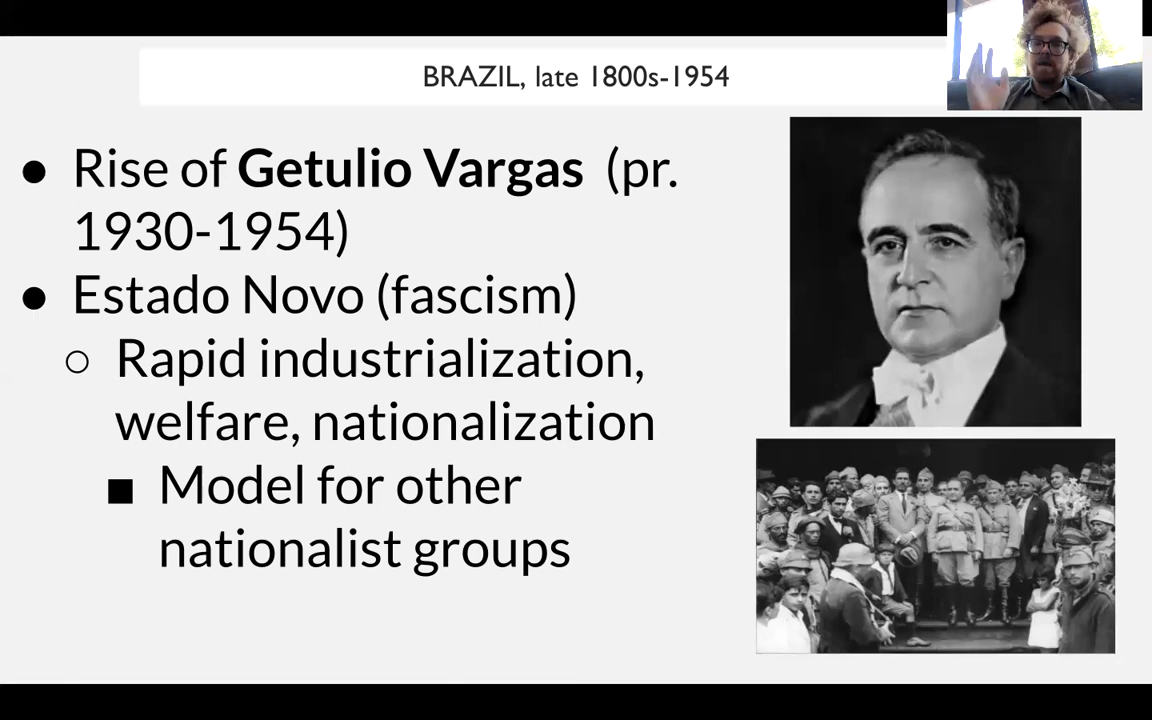 BRAZIL, late 1800s-1954
● Rise of Getulio Vargas (pr.
1930-1954)
● Estado Novo (fascism)
○ Rapid industrialization,
welfare, nationalization
■ Model for other
nationalist groups